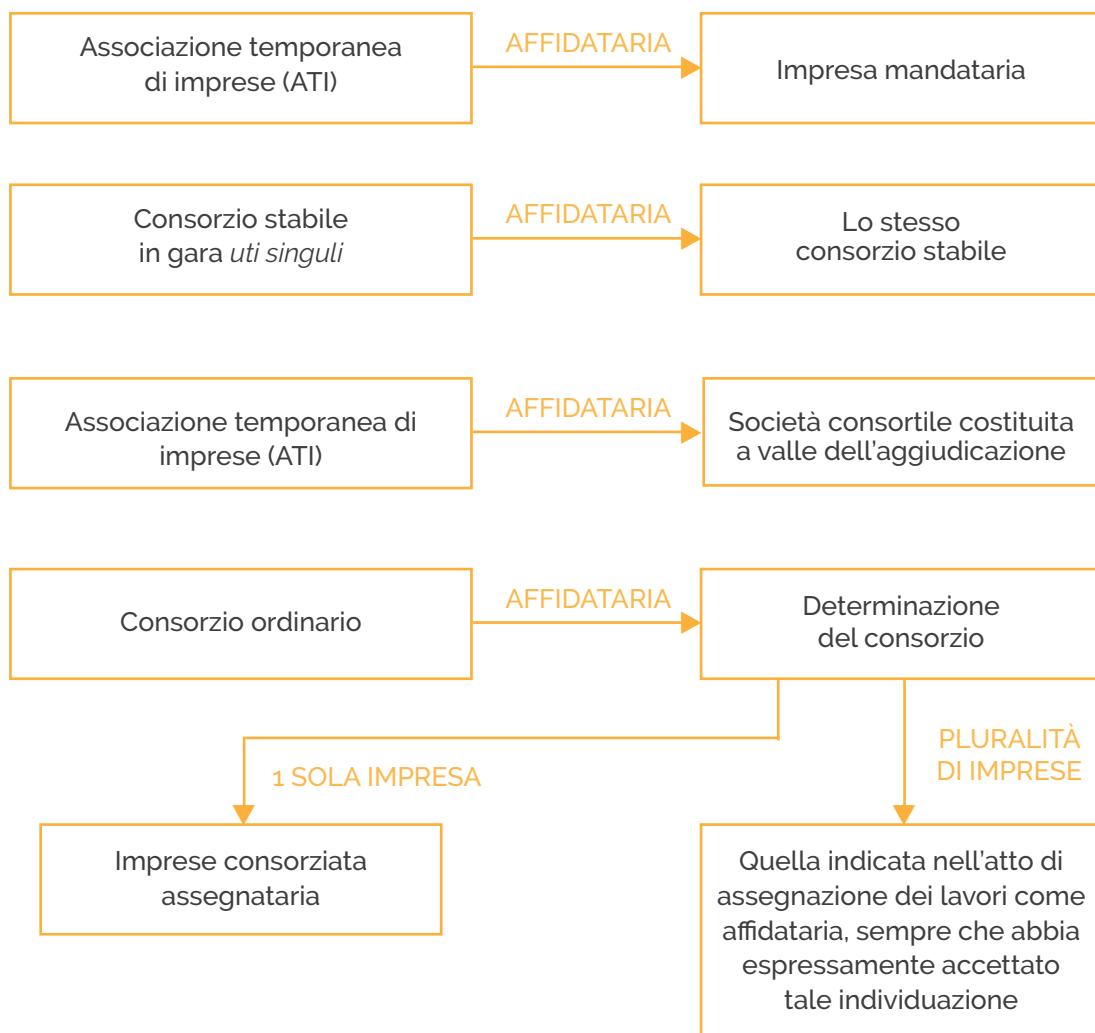 Associazione temporanea
di imprese (ATI)
AFFIDATARIA
Impresa mandataria
Consorzio stabile
in gara uti singuli
AFFIDATARIA
Lo stesso
consorzio stabile
Associazione temporanea di
imprese (ATI)
AFFIDATARIA
Società consortile costituita
a valle dell'aggiudicazione
Consorzio ordinario
AFFIDATARIA
Determinazione
del consorzio
1 SOLA IMPRESA
PLURALITÀ
DI IMPRESE
Imprese consorziata
assegnataria
Quella indicata nell'atto di
assegnazione dei lavori come
affidataria, sempre che abbia
espressamente accettato
tale individuazione